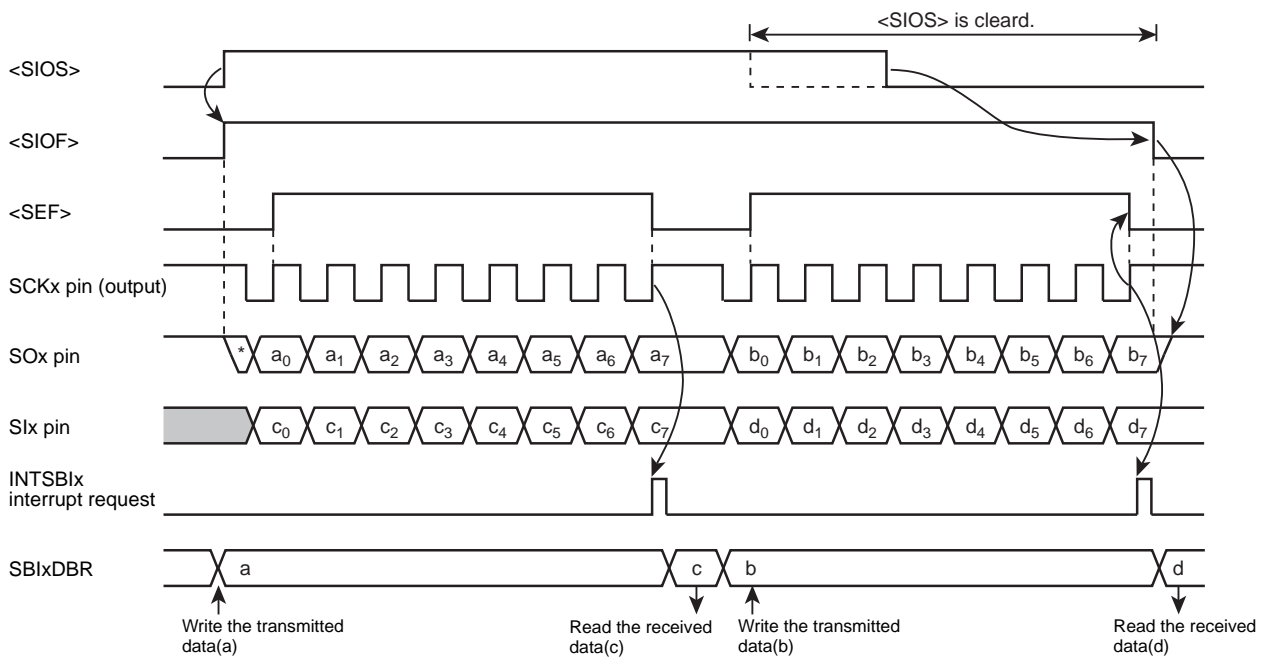 <SIOS> is cleard.
<SIOS>
<SIOF>
<SEF>
SCKx pin (output)
SOx pin
* a0 a1 a2 a3 a4 a5 a6 a7 b0 b1 b2 b3 b4 b5 b6 b7
SIx pin
c0 c1 c2 c3 c4 c5 c6 c7 d0 d1 d2 d3 d4 d5 d6 d7
INTSBIx
interrupt request
SBIxDBR
a c b d
Write the transmitted
data(a)
Read the received
data(c)
Write the transmitted
data(b)
Read the received
data(d)